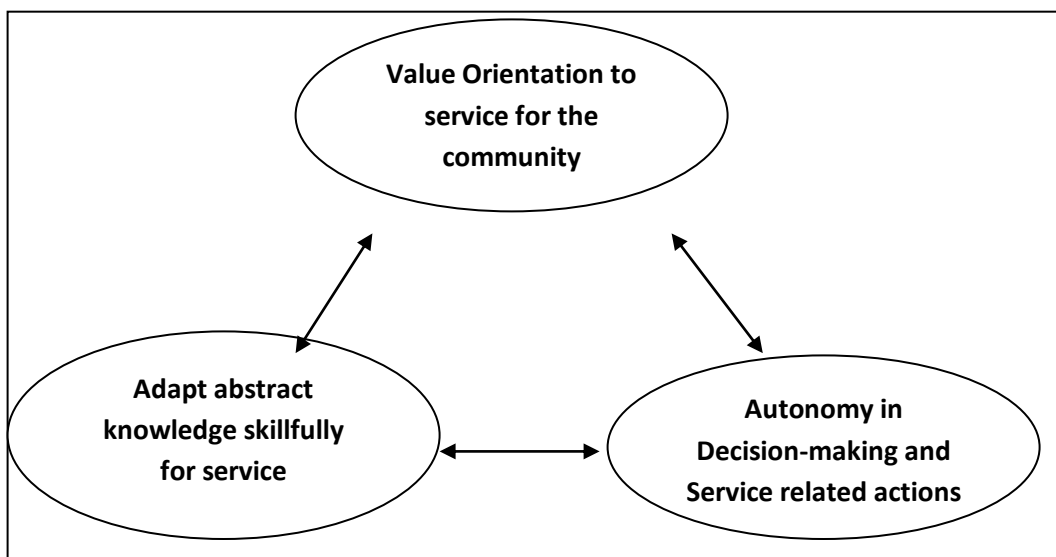 Value Orientation to
service for the
community
Adapt abstract
knowledge skillfully
for service
Autonomy in
Decision-making and
Service related actions